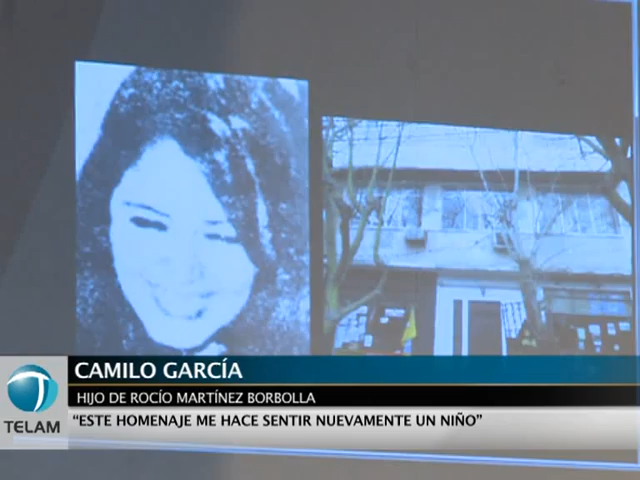 CAMILO GARCÍA
HIJO DE ROCÍO MARTÍNEZ BORBOLLA
TELAM
“ESTE HOMENAJE ME HACE SENTIR NUEVAMENTE UN NIÑO”